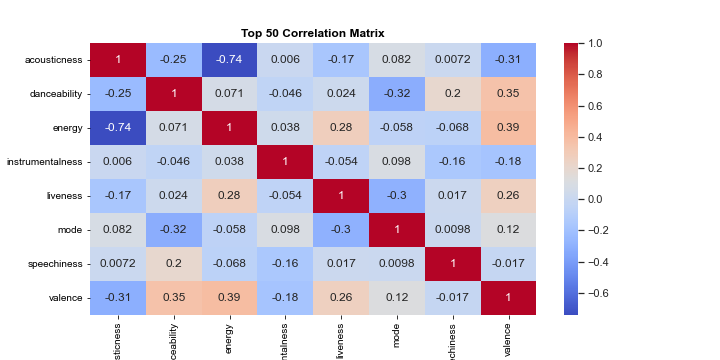 Top 50 Correlation Matrix
acousticness 1 -0.25 -0.74 0.006 -0.17 0.082 0.0072 -0.31
danceability -0.25 1 0.071 -0.046 0.024 -0.32 0.2 0.35
energy -0.74 0.071 1 0.038 0.28 -0.058 -0.068 0.39
instrumentalness 0.006 -0.046 0.038 1 -0.054 0.098 -0.16 -0.18
liveness -0.17 0.024 0.28 -0.054 1 -0.3 0.017 0.26
mode 0.082 -0.32 -0.058 0.098 -0.3 1 0.0098 0.12
speechiness 0.0072 0.2 -0.068 -0.16 0.017 0.0098 1 -0.017
valence -0.31 0.35 0.39 -0.18 0.26 0.12 -0.017 1
sticness ceability energy ntalness liveness mode chiness valence
1.0
0.8
0.6
0.4
0.2
0.0
−0.2
−0.4
−0.6